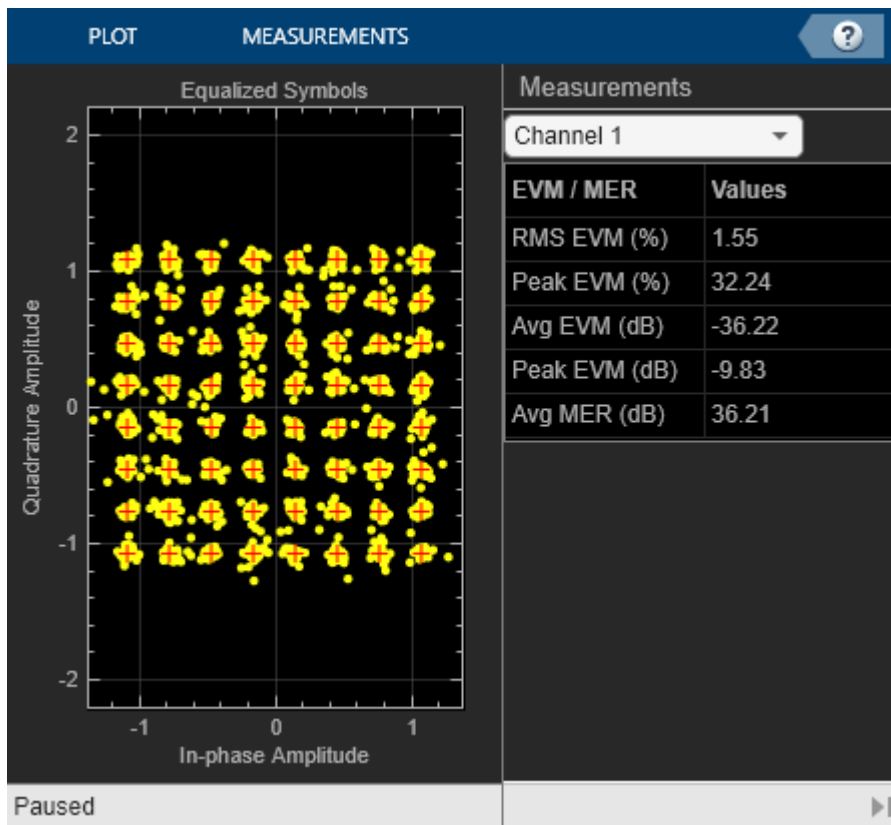 PLOT MEASUREMENTS ?
Equalized Symbols
2
1
0
-1
-2
-1 0 1
Quadrature Amplitude
In-phase Amplitude
Measurements
Channel 1
EVM / MER Values
RMS EVM (%) 1.55
Peak EVM (%) 32.24
Avg EVM (dB) -36.22
Peak EVM (dB) -9.83
Avg MER (dB) 36.21
Paused